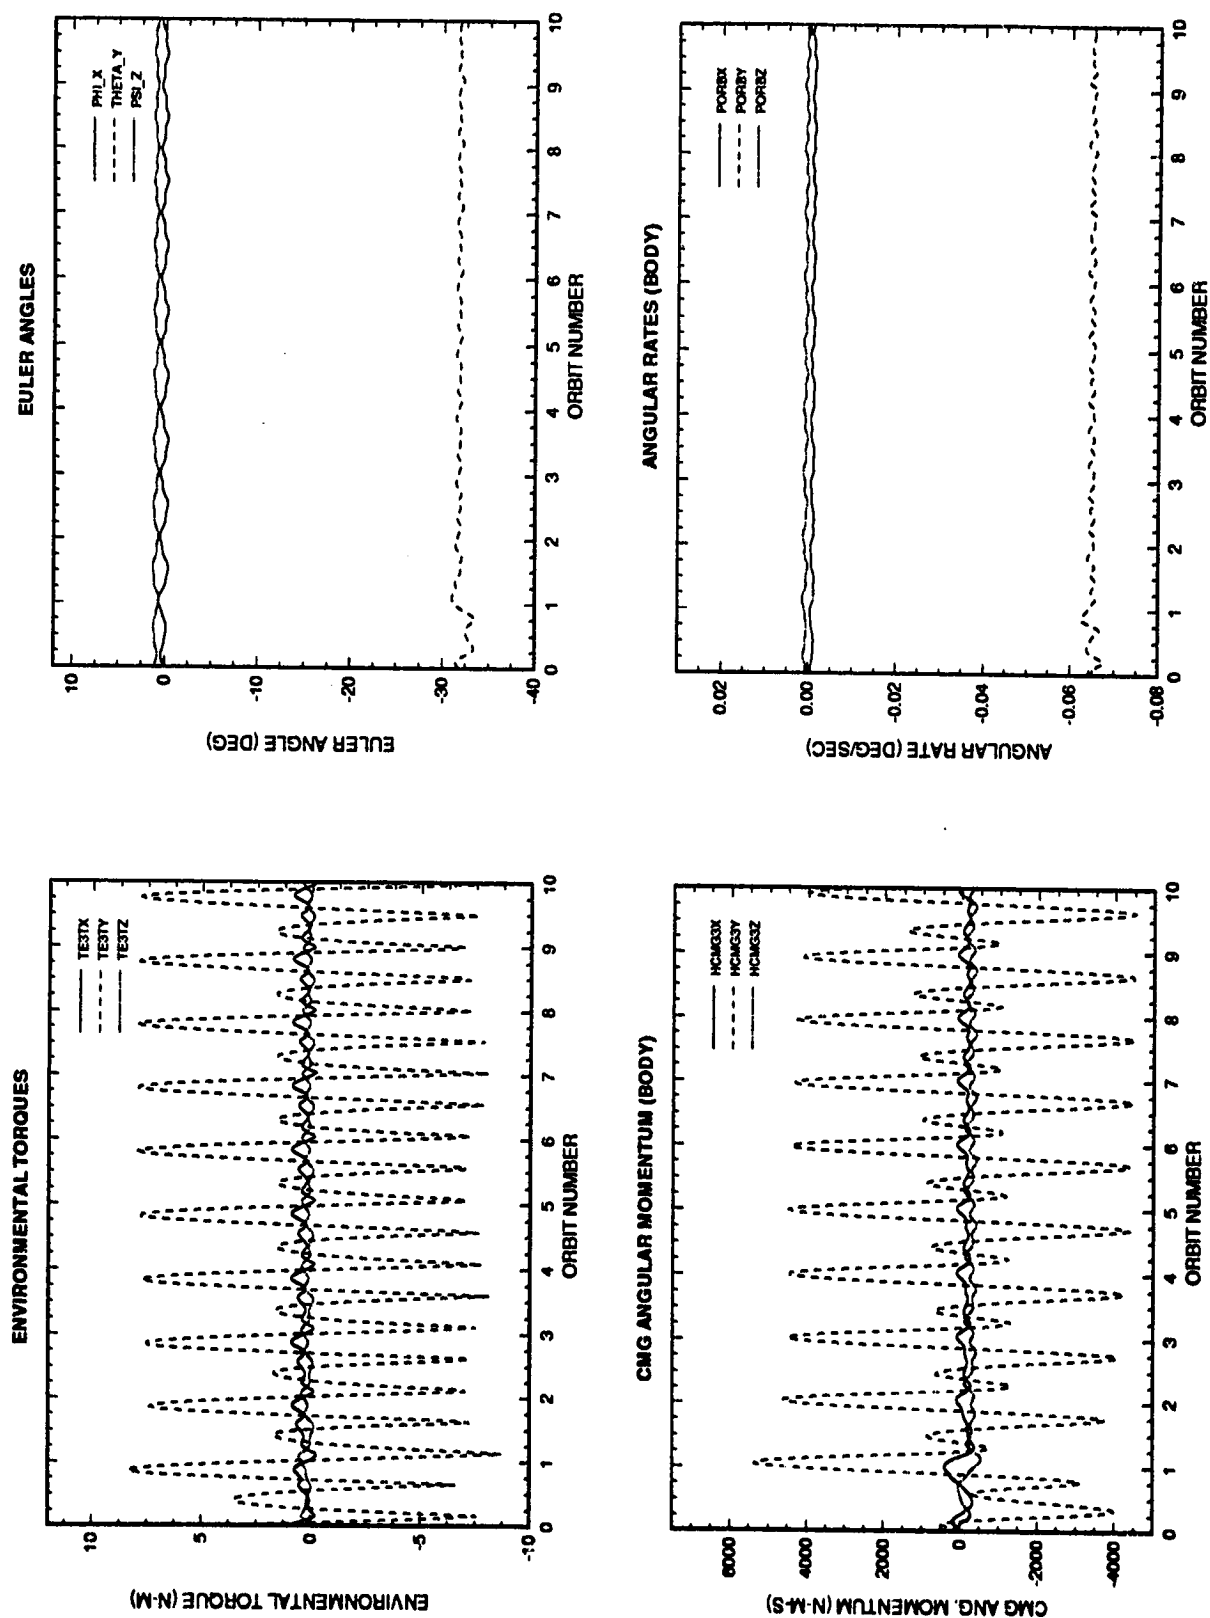 ENVIRONMENTAL TORQUES
ENVIRONMENTAL TORQUE (N-M)
10
5
0
-5
-10
TE3TX
TE3TY
TE3TZ
0 1 2 3 4 5 6 7 8 9 10
ORBIT NUMBER
EULER ANGLES
EULER ANGLE (DEG)
10
0
-10
-20
-30
-40
PHI_X
THETA_Y
PSI_Z
0 1 2 3 4 5 6 7 8 9 10
ORBIT NUMBER
CMG ANGULAR MOMENTUM (BODY)
CMG ANG. MOMENTUM (N-M-S)
6000
4000
2000
0
-2000
-4000
HCMG3X
HCMG3Y
HCMG3Z
0 1 2 3 4 5 6 7 8 9 10
ORBIT NUMBER
ANGULAR RATES (BODY)
ANGULAR RATE (DEG/SEC)
0.02
0.00
-0.02
-0.04
-0.06
-0.08
PORBX
PORBY
PORBZ
0 1 2 3 4 5 6 7 8 9 10
ORBIT NUMBER